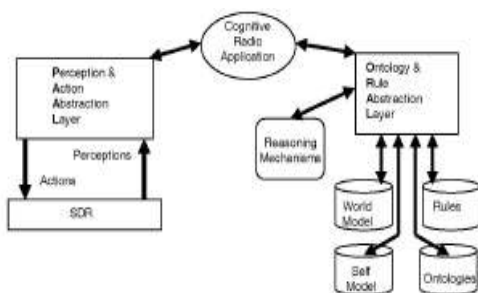 Cognitive
Radio
Application
Perception &
Action
Abstraction
Layer
Ontology &
Rule
Abstraction
Layer
Reasoning
Mechanisms
Perceptions
Actions
SDR
World
Model
Rules
Self
Model
Ontologies